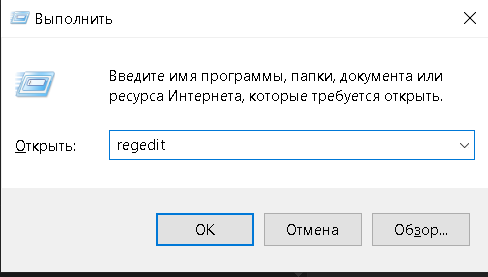 Выполнить
Введите имя программы, папки, документа или
ресурса Интернета, которые требуется открыть.
Открыть: regedit
OK Отмена Обзор...